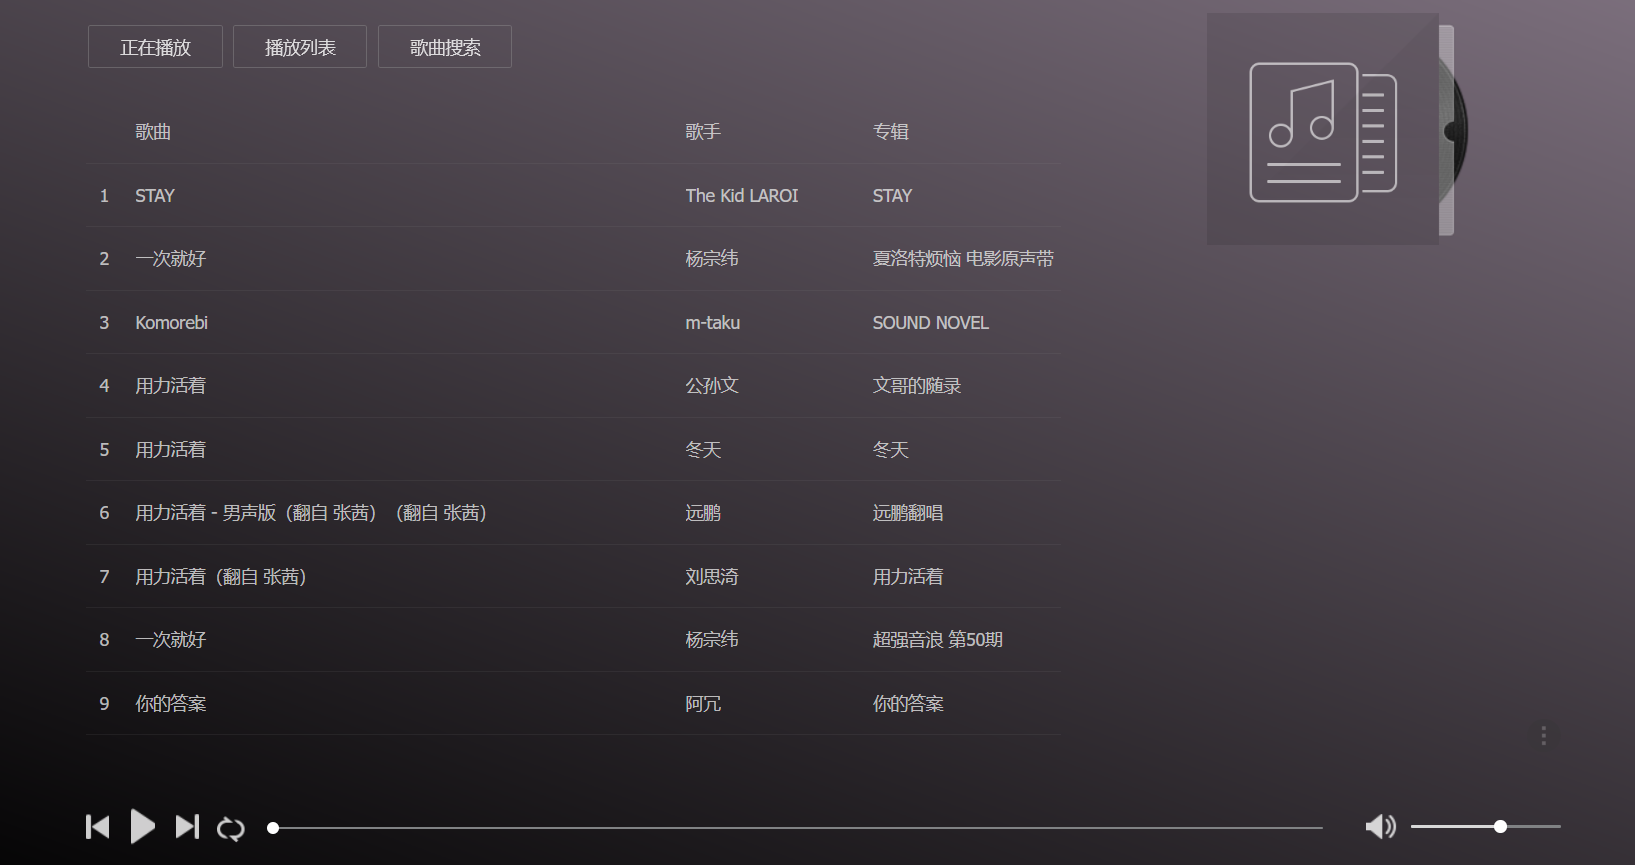 正在播放 播放列表 歌曲搜索
歌曲 歌手 专辑
1 STAY The Kid LAROI STAY
2 一次就好 杨宗纬 夏洛特烦恼 电影原声带
3 Komorebi m-taku SOUND NOVEL
4 用力活着 公孙文 文哥的随录
5 用力活着 冬天 冬天
6 用力活着 - 男声版（翻自 张茜）（翻自 张茜） 远鹏 远鹏翻唱
7 用力活着（翻自 张茜） 刘思漪 用力活着
8 一次就好 杨宗纬 超强音浪 第50期
9 你的答案 阿冗 你的答案